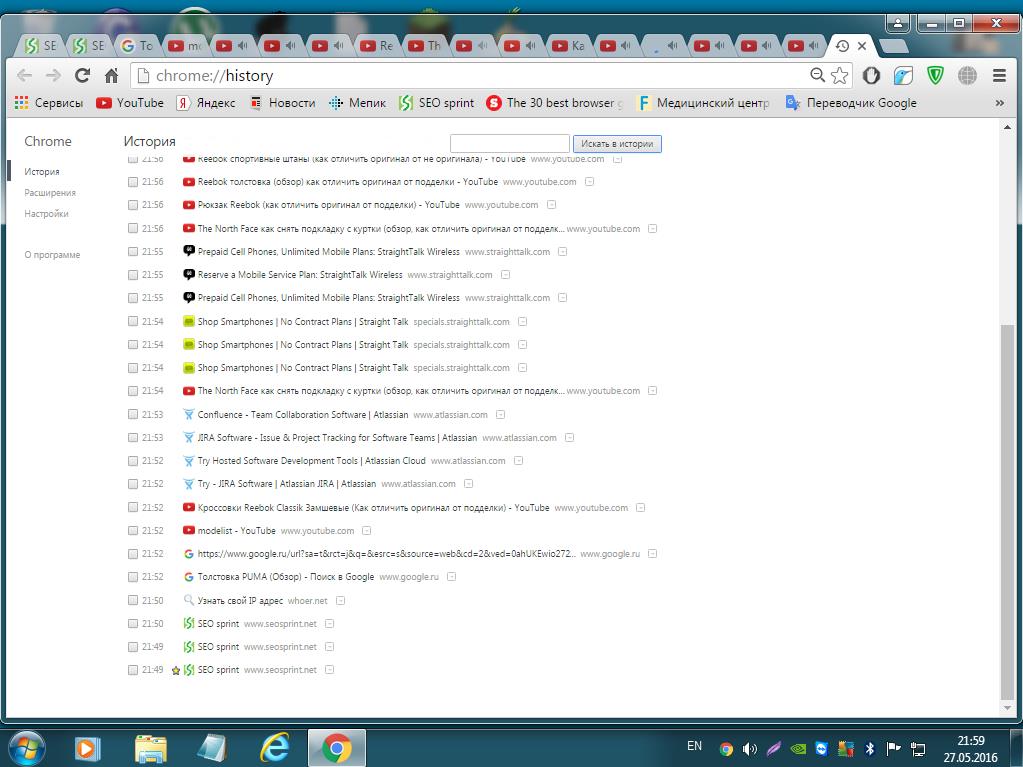 SE
SE
To
mo
Re
Th
Ka
chrome://history
Сервисы YouTube Яндекс Новости Мепик SEO sprint The 30 best browser g Медицинский центр Переводчик Google »
Chrome
История
Расширения
Настройки
О программе
История Искать в истории
21:56 Reebok спортивные штаны (как отличить оригинал от не оригинала) - YouTube www.youtube.com
21:56 Reebok толстовка (обзор) как отличить оригинал от подделки - YouTube www.youtube.com
21:56 Рюкзак Reebok (как отличить оригинал от подделки) - YouTube www.youtube.com
21:56 The North Face как снять подкладку с куртки (обзор, как отличить оригинал от подделк... www.youtube.com
21:55 Prepaid Cell Phones, Unlimited Mobile Plans: StraightTalk Wireless www.straighttalk.com
21:55 Reserve a Mobile Service Plan: StraightTalk Wireless www.straighttalk.com
21:55 Prepaid Cell Phones, Unlimited Mobile Plans: StraightTalk Wireless www.straighttalk.com
21:54 Shop Smartphones | No Contract Plans | Straight Talk specials.straighttalk.com
21:54 Shop Smartphones | No Contract Plans | Straight Talk specials.straighttalk.com
21:54 Shop Smartphones | No Contract Plans | Straight Talk specials.straighttalk.com
21:54 The North Face как снять подкладку с куртки (обзор, как отличить оригинал от подделк... www.youtube.com
21:53 Confluence - Team Collaboration Software | Atlassian www.atlassian.com
21:53 JIRA Software - Issue & Project Tracking for Software Teams | Atlassian www.atlassian.com
21:52 Try Hosted Software Development Tools | Atlassian Cloud www.atlassian.com
21:52 Try - JIRA Software | Atlassian JIRA | Atlassian www.atlassian.com
21:52 Кроссовки Reebok Classik Замшевые (Как отличить оригинал от подделки) - YouTube www.youtube.com
21:52 modelist - YouTube www.youtube.com
21:52 https://www.google.ru/url?sa=t&rct=j&q=&esrc=s&source=web&cd=2&ved=0ahUKEwio272... www.google.ru
21:52 Толстовка PUMA (Обзор) - Поиск в Google www.google.ru
21:50 Узнать свой IP адрес whoer.net
21:50 SEO sprint www.seosprint.net
21:49 SEO sprint www.seosprint.net
21:49 SEO sprint www.seosprint.net
EN
21:59
27.05.2016